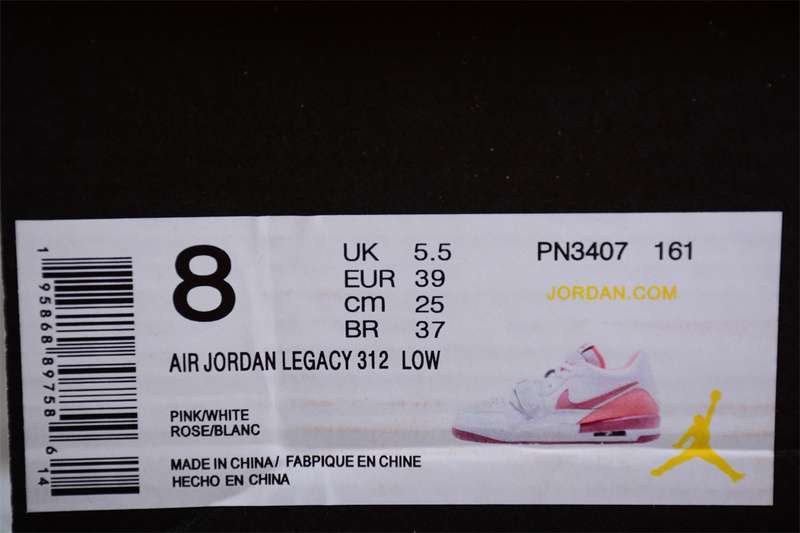 8
UK 5.5
EUR 39
cm 25
BR 37
PN3407 161
JORDAN.COM
AIR JORDAN LEGACY 312 LOW
PINK/WHITE
ROSE/BLANC
MADE IN CHINA/ FABPIQUE EN CHINE
HECHO EN CHINA
1 95868 89758 6 14